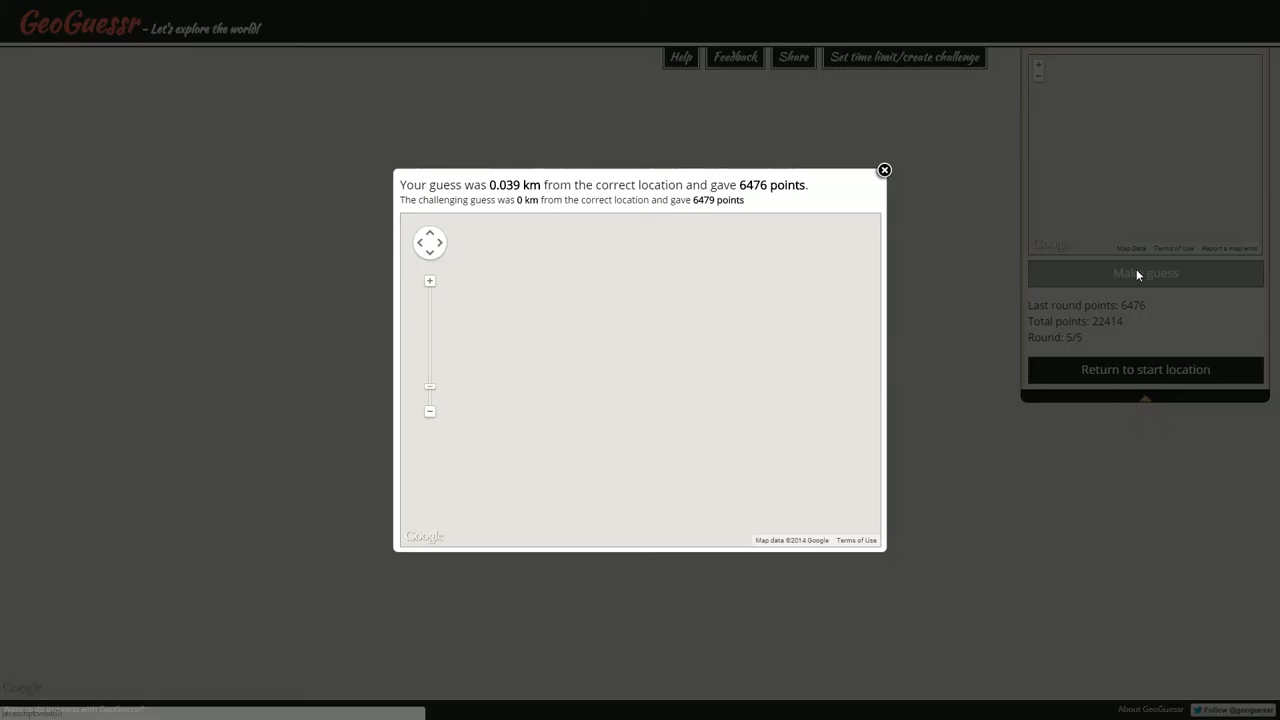 GeoGuessr – Let's explore the world!
Help
Feedback
Share
Set time limit/create challenge
Your guess was 0.039 km from the correct location and gave 6476 points.
The challenging guess was 0 km from the correct location and gave 6479 points
+
−
Google
Map data ©2014 Google
Terms of Use
+
−
Google
Map Data
Terms of Use
Report a map error
Make guess
Last round points: 6476
Total points: 22414
Round: 5/5
Return to start location
Google
with GeoGuessr?
About GeoGuessr
Follow @geoguessr